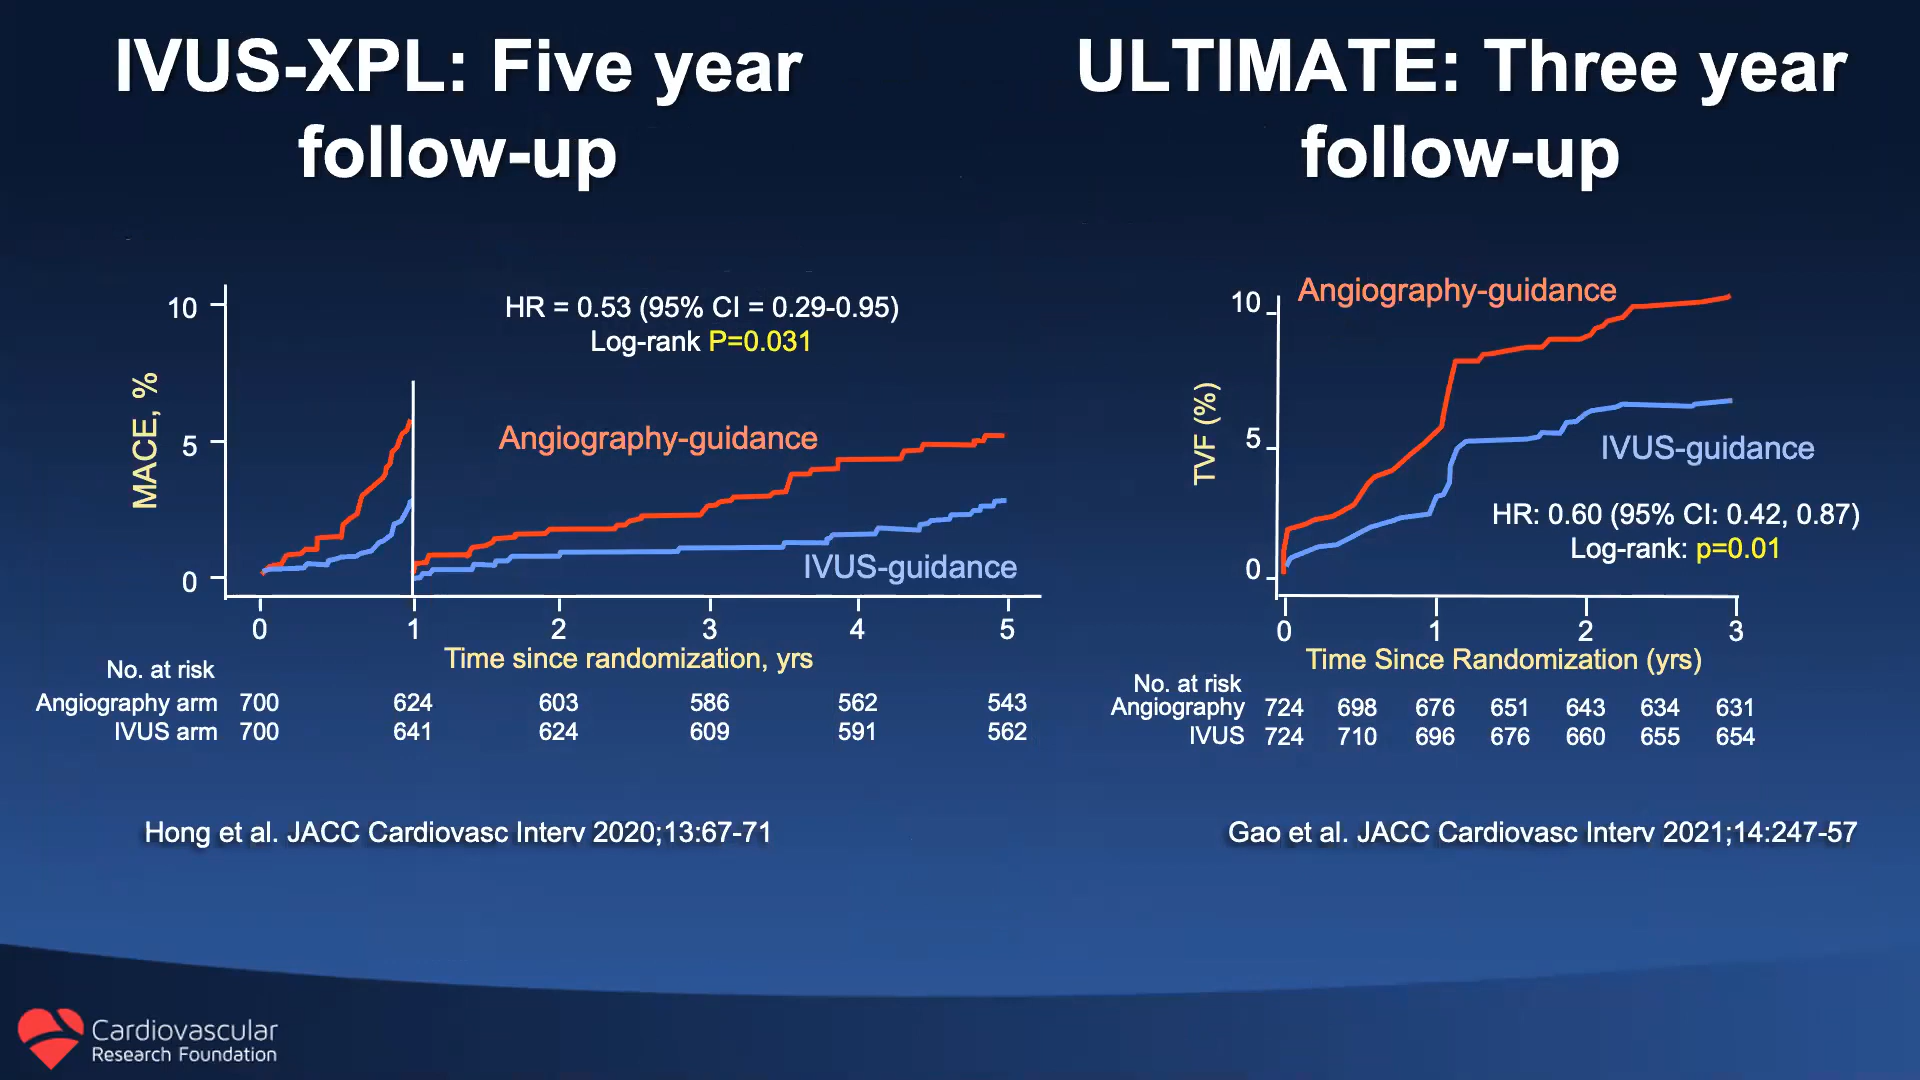 IVUS-XPL: Five year
follow-up
HR = 0.53 (95% CI = 0.29-0.95)
Log-rank P=0.031
MACE, %
10
5
0
Angiography-guidance
IVUS-guidance
0 1 2 3 4 5
Time since randomization, yrs
No. at risk
Angiography arm 700 624 603 586 562 543
IVUS arm 700 641 624 609 591 562
Hong et al. JACC Cardiovasc Interv 2020;13:67-71
ULTIMATE: Three year
follow-up
Angiography-guidance
TVF (%)
10
5
0
IVUS-guidance
HR: 0.60 (95% CI: 0.42, 0.87)
Log-rank: p=0.01
0 1 2 3
Time Since Randomization (yrs)
No. at risk
Angiography 724 698 676 651 643 634 631
IVUS 724 710 696 676 660 655 654
Gao et al. JACC Cardiovasc Interv 2021;14:247-57
Cardiovascular
Research Foundation